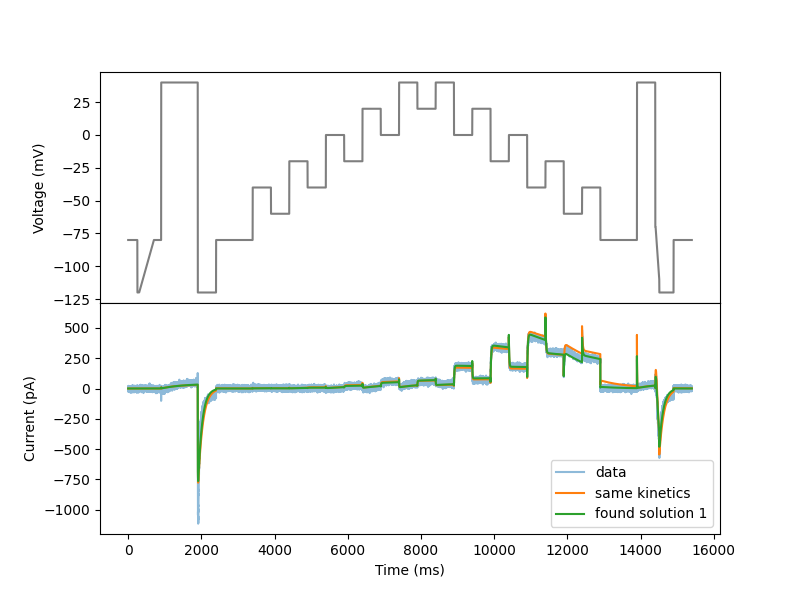 25
0
−25
−50
−75
−100
−125
Voltage (mV)
500
250
0
−250
−500
−750
−1000
Current (pA)
data
same kinetics
found solution 1
0 2000 4000 6000 8000 10000 12000 14000 16000
Time (ms)